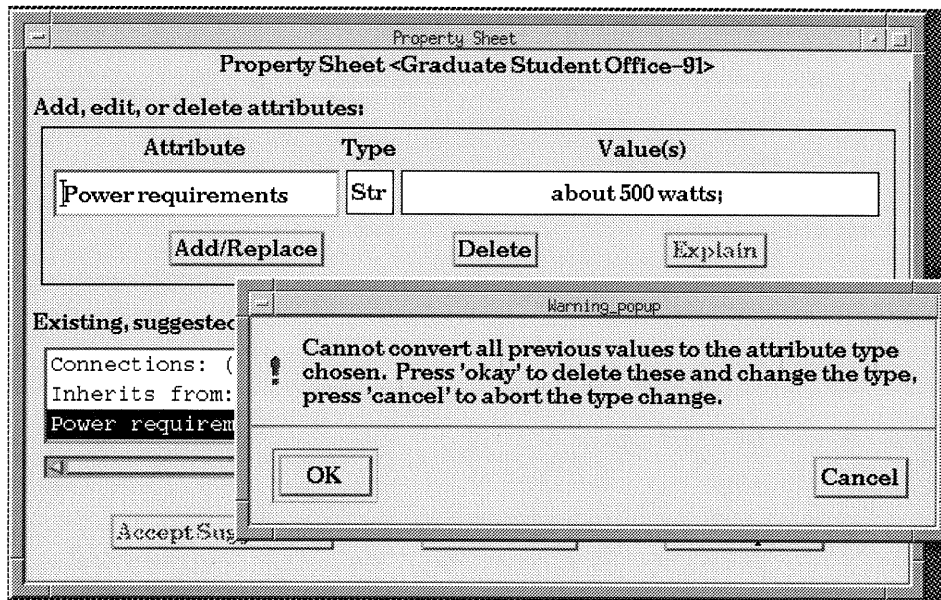 Property Sheet
Property Sheet <Graduate Student Office-91>
Add, edit, or delete attributes:
Attribute Type Value(s)
Power requirements Str about 500 watts;
Add/Replace Delete Explain
Existing, suggested
Connections: (
Inherits from:
Power requirem
Warning_popup
Cannot convert all previous values to the attribute type
chosen. Press 'okay' to delete these and change the type,
press 'cancel' to abort the type change.
OK Cancel
Accept Sug